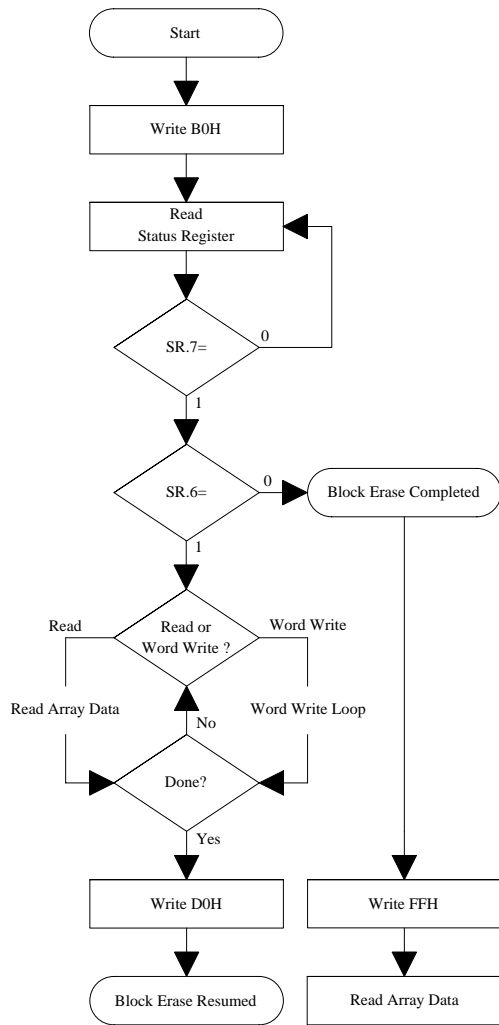 Start
Write B0H
Read
Status Register
SR.7=
0
1
SR.6=
0
Block Erase Completed
1
Read
Read or
Word Write ?
Word Write
Read Array Data
No
Word Write Loop
Done?
Yes
Write D0H
Write FFH
Block Erase Resumed
Read Array Data